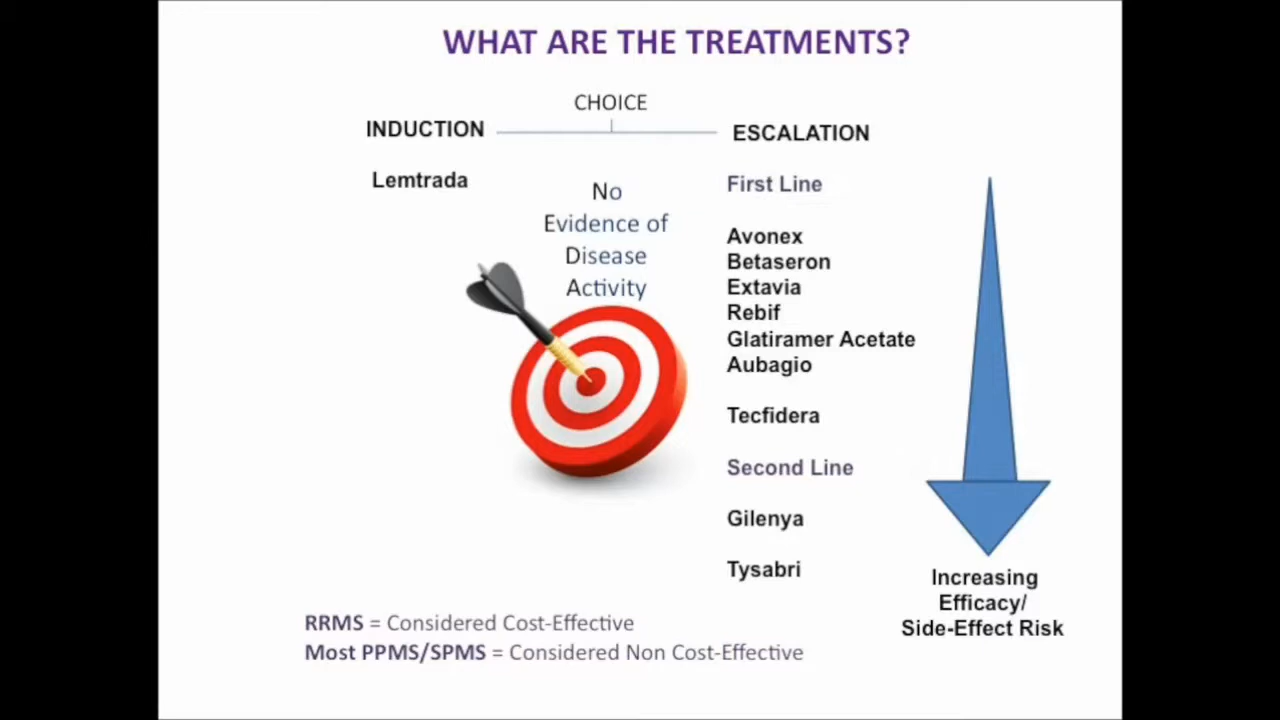 WHAT ARE THE TREATMENTS?
CHOICE
INDUCTION
ESCALATION
Lemtrada
No
Evidence of
Disease
Activity
First Line
Avonex
Betaseron
Extavia
Rebif
Glatiramer Acetate
Aubagio
Tecfidera
Second Line
Gilenya
Tysabri
Increasing
Efficacy/
Side-Effect Risk
RRMS = Considered Cost-Effective
Most PPMS/SPMS = Considered Non Cost-Effective